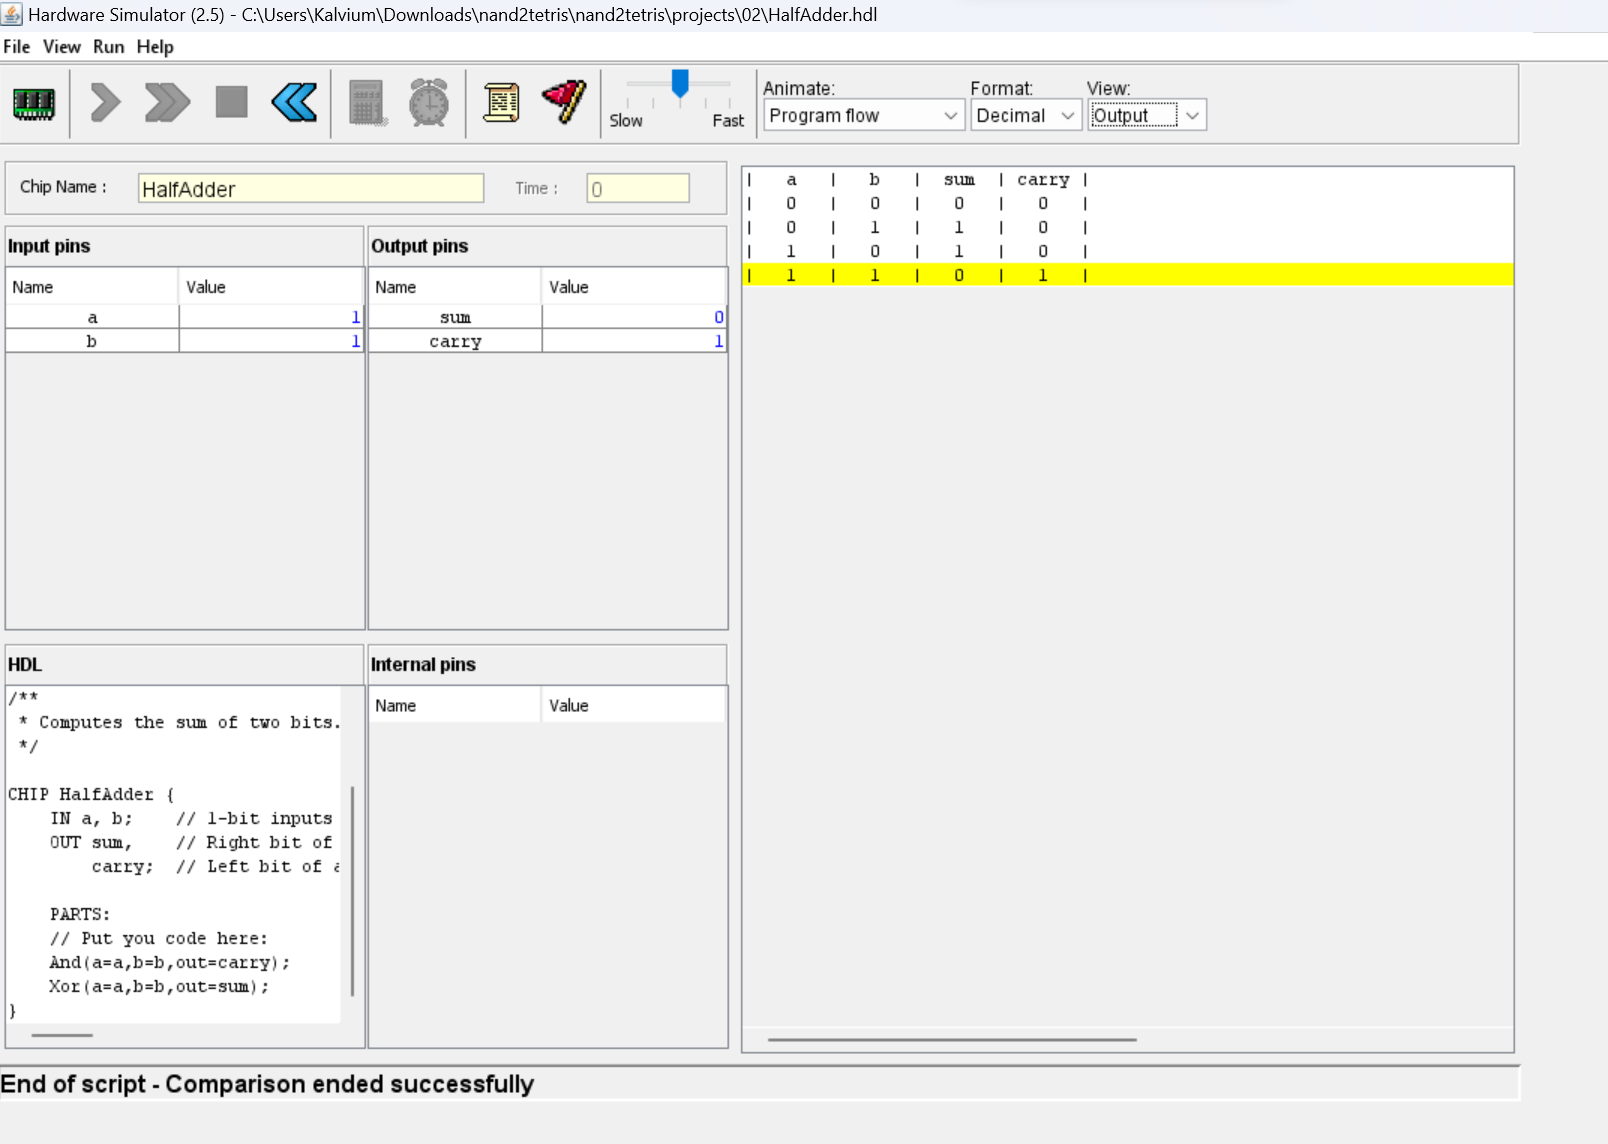 Hardware Simulator (2.5) - C:\Users\Kalvium\Downloads\nand2tetris\nand2tetris\projects\02\HalfAdder.hdl
File View Run Help
Slow Fast
Animate: Format: View:
Program flow Decimal Output
Chip Name : HalfAdder Time : 0
Input pins
Name Value
a 1
b 1
Output pins
Name Value
sum 0
carry 1
| a | b | sum | carry |
| 0 | 0 | 0 | 0 |
| 0 | 1 | 1 | 0 |
| 1 | 0 | 1 | 0 |
| 1 | 1 | 0 | 1 |
HDL
/**
* Computes the sum of two bits.
*/
CHIP HalfAdder {
IN a, b; // 1-bit inputs
OUT sum, // Right bit of
carry; // Left bit of a
PARTS:
// Put you code here:
And(a=a,b=b,out=carry);
Xor(a=a,b=b,out=sum);
}
Internal pins
Name Value
End of script - Comparison ended successfully